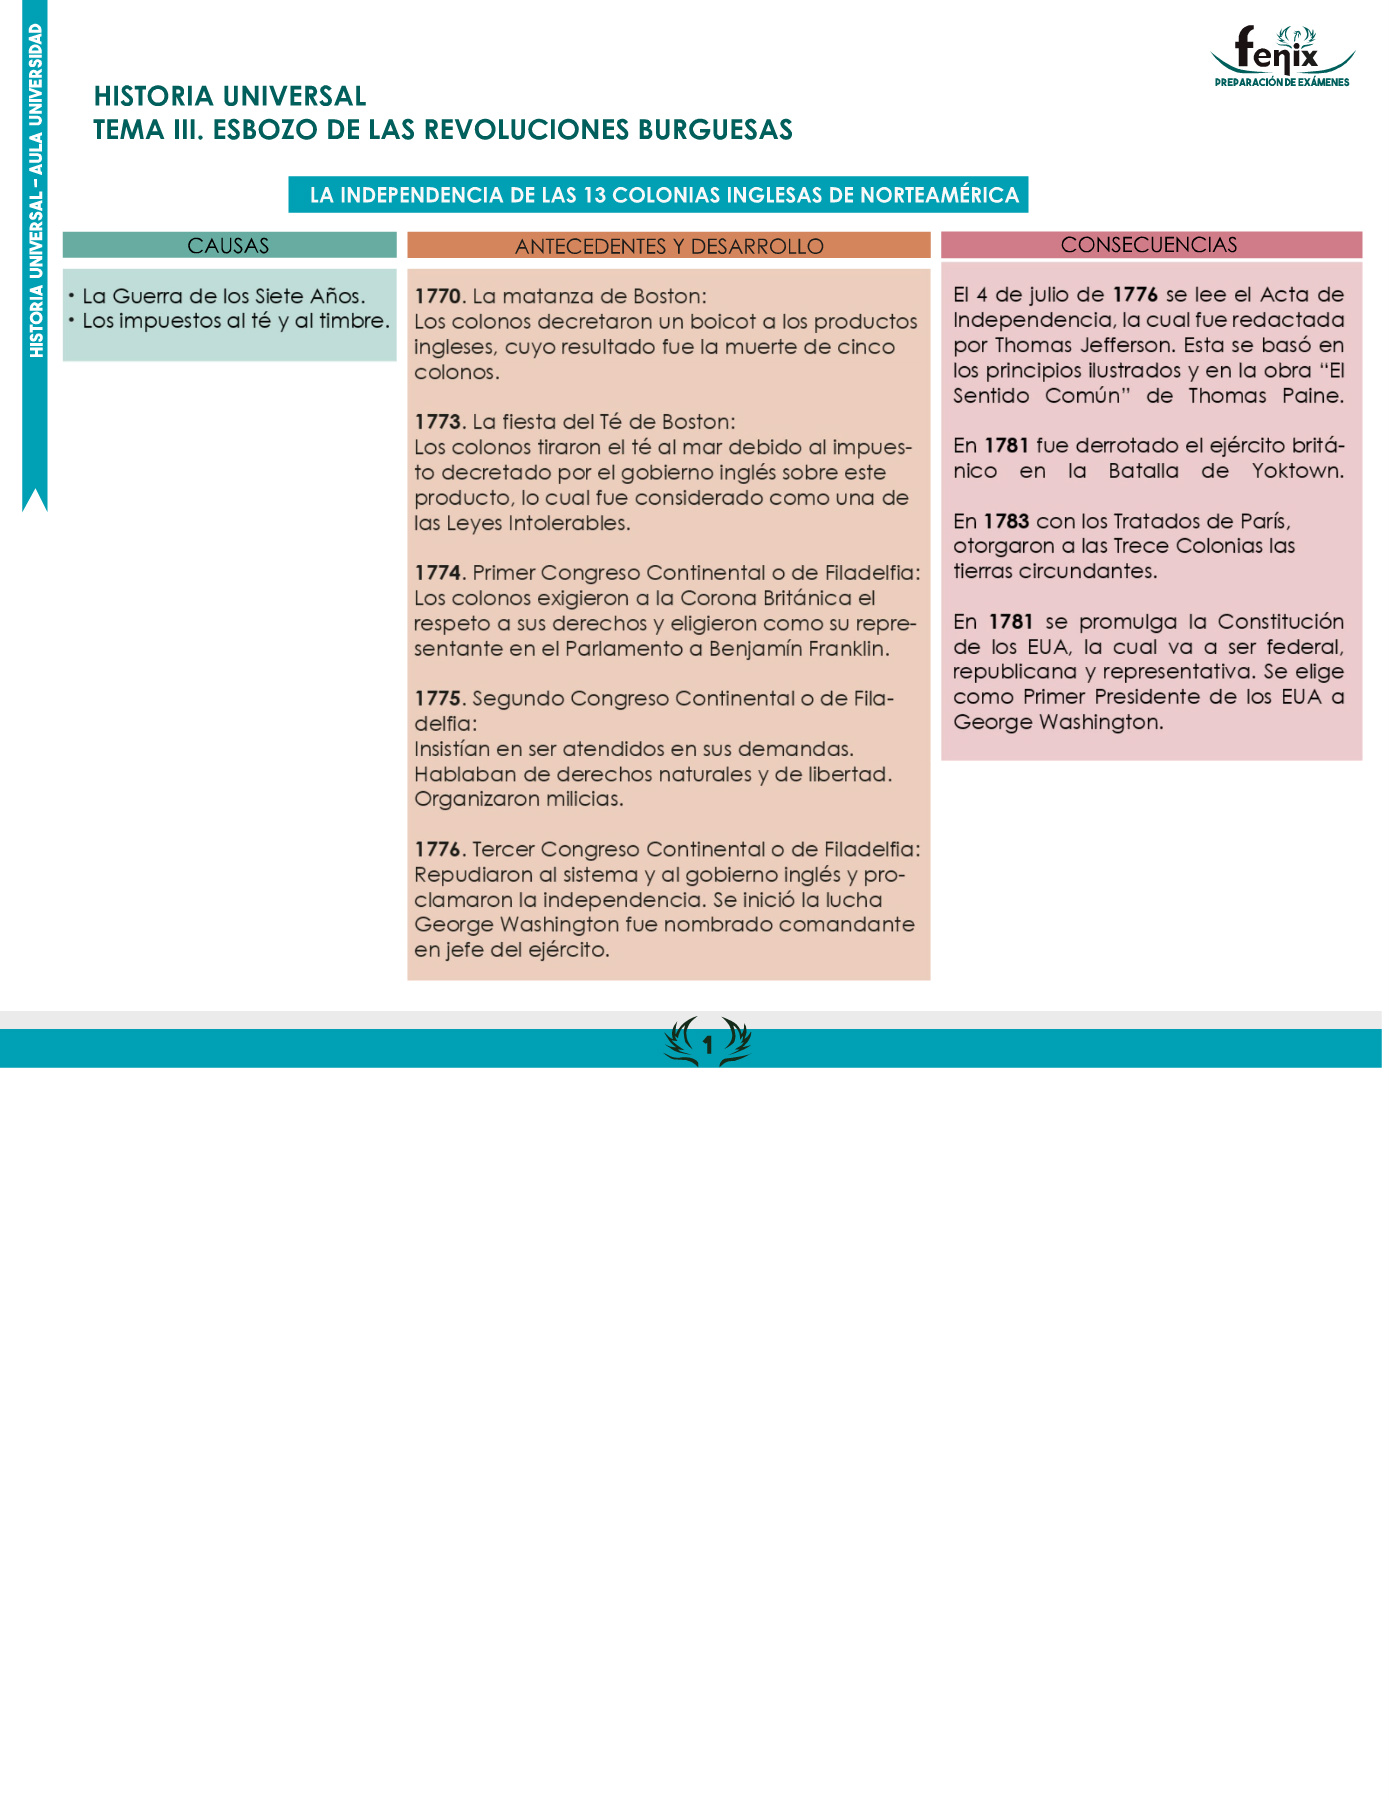 HISTORIA UNIVERSAL – AULA UNIVERSIDAD
fenix
PREPARACIÓN DE EXÁMENES
HISTORIA UNIVERSAL
TEMA III. ESBOZO DE LAS REVOLUCIONES BURGUESAS
LA INDEPENDENCIA DE LAS 13 COLONIAS INGLESAS DE NORTEAMÉRICA
CAUSAS
• La Guerra de los Siete Años.
• Los impuestos al té y al timbre.
ANTECEDENTES Y DESARROLLO
1770. La matanza de Boston:
Los colonos decretaron un boicot a los productos
ingleses, cuyo resultado fue la muerte de cinco
colonos.
1773. La fiesta del Té de Boston:
Los colonos tiraron el té al mar debido al impues-
to decretado por el gobierno inglés sobre este
producto, lo cual fue considerado como una de
las Leyes Intolerables.
1774. Primer Congreso Continental o de Filadelfia:
Los colonos exigieron a la Corona Británica el
respeto a sus derechos y eligieron como su repre-
sentante en el Parlamento a Benjamín Franklin.
1775. Segundo Congreso Continental o de Fila-
delfia:
Insistían en ser atendidos en sus demandas.
Hablaban de derechos naturales y de libertad.
Organizaron milicias.
1776. Tercer Congreso Continental o de Filadelfia:
Repudiaron al sistema y al gobierno inglés y pro-
clamaron la independencia. Se inició la lucha
George Washington fue nombrado comandante
en jefe del ejército.
CONSECUENCIAS
El 4 de julio de 1776 se lee el Acta de
Independencia, la cual fue redactada
por Thomas Jefferson. Esta se basó en
los principios ilustrados y en la obra “El
Sentido Común” de Thomas Paine.
En 1781 fue derrotado el ejército britá-
nico en la Batalla de Yoktown.
En 1783 con los Tratados de París,
otorgaron a las Trece Colonias las
tierras circundantes.
En 1781 se promulga la Constitución
de los EUA, la cual va a ser federal,
republicana y representativa. Se elige
como Primer Presidente de los EUA a
George Washington.
1